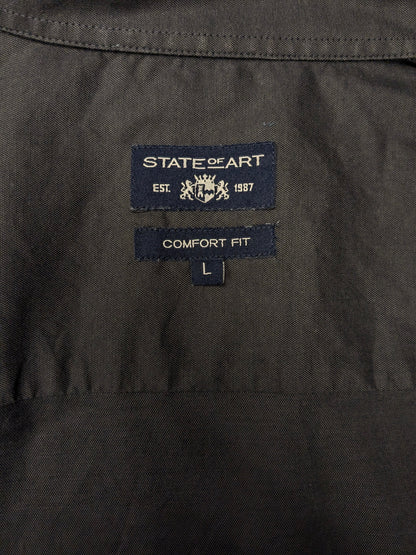 STATE OF ART
EST. 1987
COMFORT FIT
L